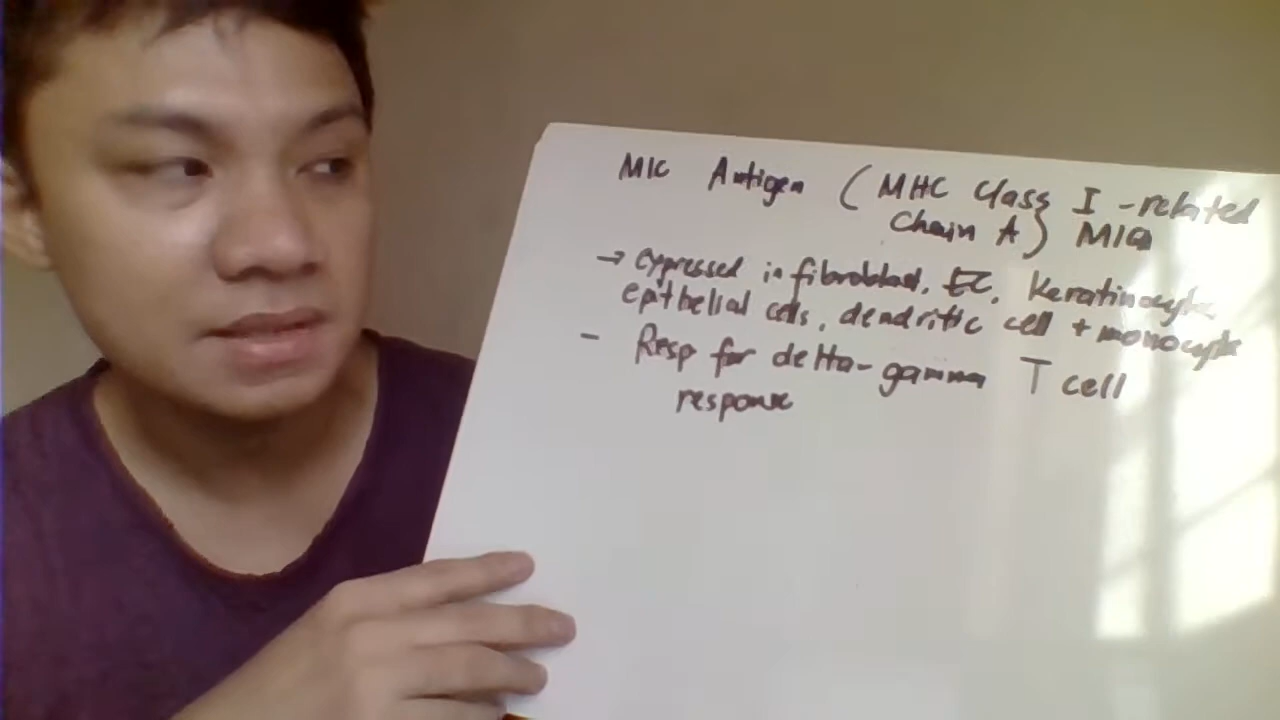 MIC Antigen (MHC Class I -related
Chain A) MICA
→ expressed in fibroblast, EC, Keratinocyte,
epithelial cells, dendritic cell + monocyte
- Resp for delta-gamma T cell
response